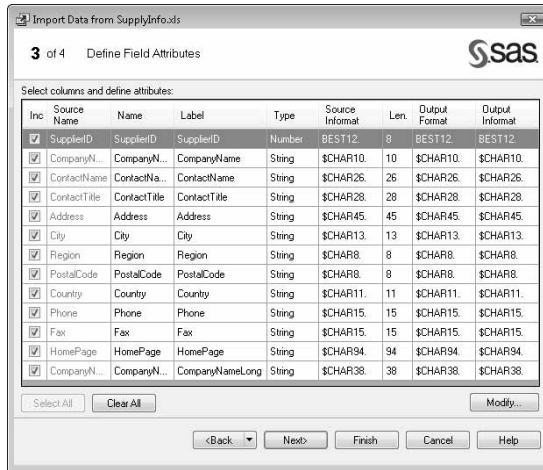 Import Data from SupplyInfo.xls
3 of 4 Define Field Attributes
sas
Select columns and define attributes:
Inc Source Name Name Label Type Source Informat Len. Output Format Output Informat
SupplierID SupplierID SupplierID Number BEST12. 8 BEST12. BEST12.
CompanyN... CompanyN... CompanyName String $CHAR10. 10 $CHAR10. $CHAR10.
ContactName ContactNa... ContactName String $CHAR26. 26 $CHAR26. $CHAR26.
ContactTitle ContactTitle ContactTitle String $CHAR28. 28 $CHAR28. $CHAR28.
Address Address Address String $CHAR45. 45 $CHAR45. $CHAR45.
City City City String $CHAR13. 13 $CHAR13. $CHAR13.
Region Region Region String $CHAR8. 8 $CHAR8. $CHAR8.
PostalCode PostalCode PostalCode String $CHAR8. 8 $CHAR8. $CHAR8.
Country Country Country String $CHAR11. 11 $CHAR11. $CHAR11.
Phone Phone Phone String $CHAR15. 15 $CHAR15. $CHAR15.
Fax Fax Fax String $CHAR15. 15 $CHAR15. $CHAR15.
HomePage HomePage HomePage String $CHAR94. 94 $CHAR94. $CHAR94.
CompanyN... CompanyN... CompanyNameLong String $CHAR38. 38 $CHAR38. $CHAR38.
Select All Clear All Modify...
<Back Next> Finish Cancel Help